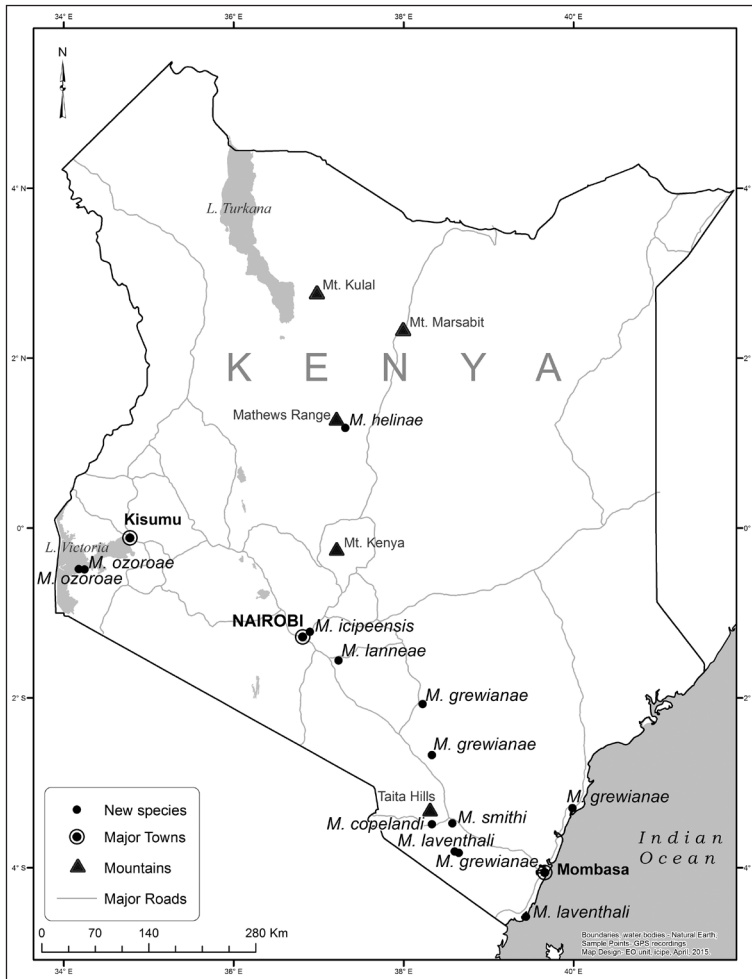 34° E 36° E 38° E 40° E
N
4° N 4° N
L. Turkana
Mt. Kulal
Mt. Marsabit
2° N 2° N
K E N Y A
Mathews Range M. helinae
Kisumu
0° 0°
L. Victoria
Mt. Kenya
M. ozoroae
M. ozoroae
NAIROBI M. icipeensis
M. lanneae
2° S 2° S
M. grewianae
M. grewianae
Taita Hills
M. grewianae
M. smithi
M. copelandi
M. laventhali
M. grewianae
Indian
Ocean
Mombasa
4° S 4° S
M. laventhali
New species
Major Towns
Mountains
Major Roads
0 70 140 280 Km
Boundaries, water bodies - Natural Earth;
Sample Points- GPS recordings
Map Design- EO unit, icipe, April, 2015.
34° E 36° E 38° E 40° E